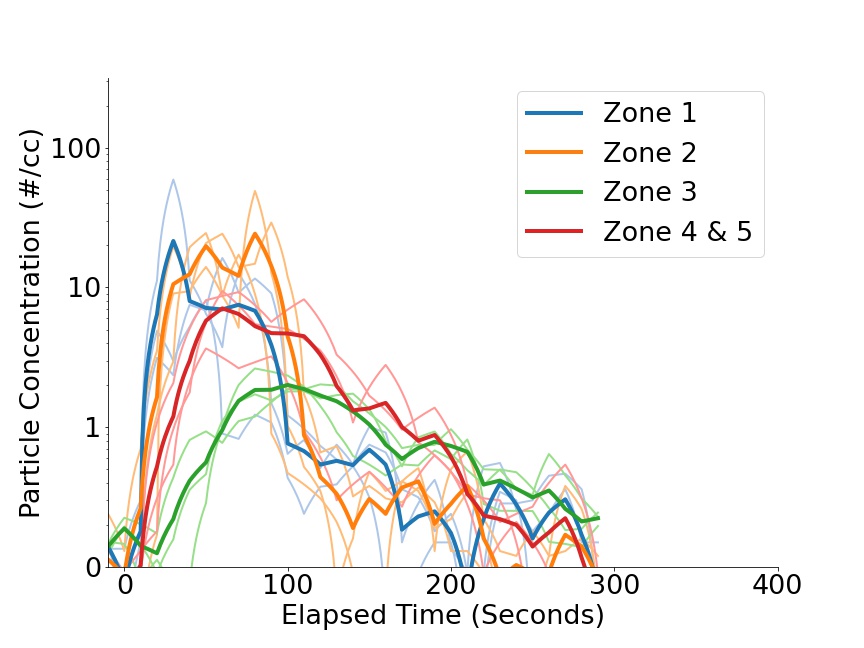 Zone 1
Zone 2
Zone 3
Zone 4 & 5
Particle Concentration (#/cc)
100
10
1
0
0
100
200
300
400
Elapsed Time (Seconds)